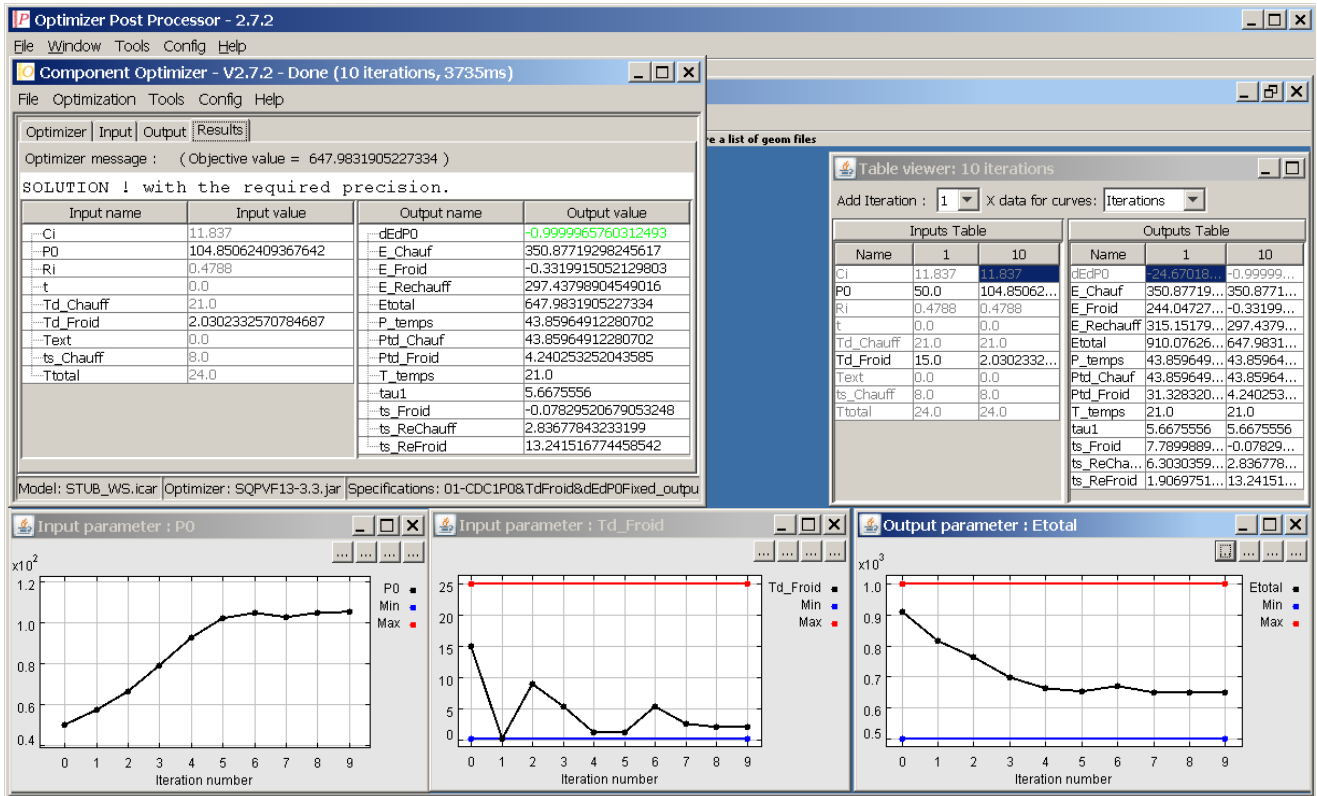 Optimizer Post Processor - 2.7.2
File Window Tools Config Help
Component Optimizer - V2.7.2 - Done (10 iterations, 3735ms)
File Optimization Tools Config Help
Optimizer Input Output Results
Optimizer message : ( Objective value = 647.9831905227334 )
SOLUTION ! with the required precision.
Input name Input value Output name Output value
Ci 11.837 dEdP0 -0.9999965760312493
P0 104.85062409367642 E_Chauf 350.87719298245617
Ri 0.4788 E_Froid -0.3319915052129803
t 0.0 E_Rechauff 297.43798904549016
Td_Chauff 21.0 Etotal 647.9831905227334
Td_Froid 2.0302332570784687 P_temps 43.85964912280702
Text 0.0 Ptd_Chauf 43.85964912280702
ts_Chauff 8.0 Ptd_Froid 4.240253252043585
Ttotal 24.0 T_temps 21.0
tau1 5.6675556
ts_Froid -0.07829520679053248
ts_ReChauff 2.83677843233199
ts_ReFroid 13.241516774458542
Model: STUB_WS.icar Optimizer: SQPVF13-3.3.jar Specifications: 01-CDC1P0&TdFroid&dEdP0Fixed_outpu
e a list of geom files
Table viewer: 10 iterations
Add Iteration : 1 X data for curves: Iterations
Inputs Table Outputs Table
Name 1 10 Name 1 10
Ci 11.837 11.837 dEdP0 -24.67018... -0.99999...
P0 50.0 104.85062... E_Chauf 350.87719... 350.8771...
Ri 0.4788 0.4788 E_Froid 244.04727... -0.33199...
t 0.0 0.0 E_Rechauff 315.15179... 297.4379...
Td_Chauff 21.0 21.0 Etotal 910.07626... 647.9831...
Td_Froid 15.0 2.0302332... P_temps 43.859649... 43.85964...
Text 0.0 0.0 Ptd_Chauf 43.859649... 43.85964...
ts_Chauff 8.0 8.0 Ptd_Froid 31.328320... 4.240253...
Ttotal 24.0 24.0 T_temps 21.0 21.0
tau1 5.6675556 5.6675556
ts_Froid 7.7899889... -0.07829...
ts_ReCha... 6.3030359... 2.836778...
ts_ReFroid 1.9069751... 13.24151...
Input parameter : P0
x10²
1.2
1.0
0.8
0.6
0.4
0 1 2 3 4 5 6 7 8 9
Iteration number
P0
Min
Max
Input parameter : Td_Froid
25
20
15
10
5
0
0 1 2 3 4 5 6 7 8 9
Iteration number
Td_Froid
Min
Max
Output parameter : Etotal
x10³
1.0
0.9
0.8
0.7
0.6
0.5
0 1 2 3 4 5 6 7 8 9
Iteration number
Etotal
Min
Max